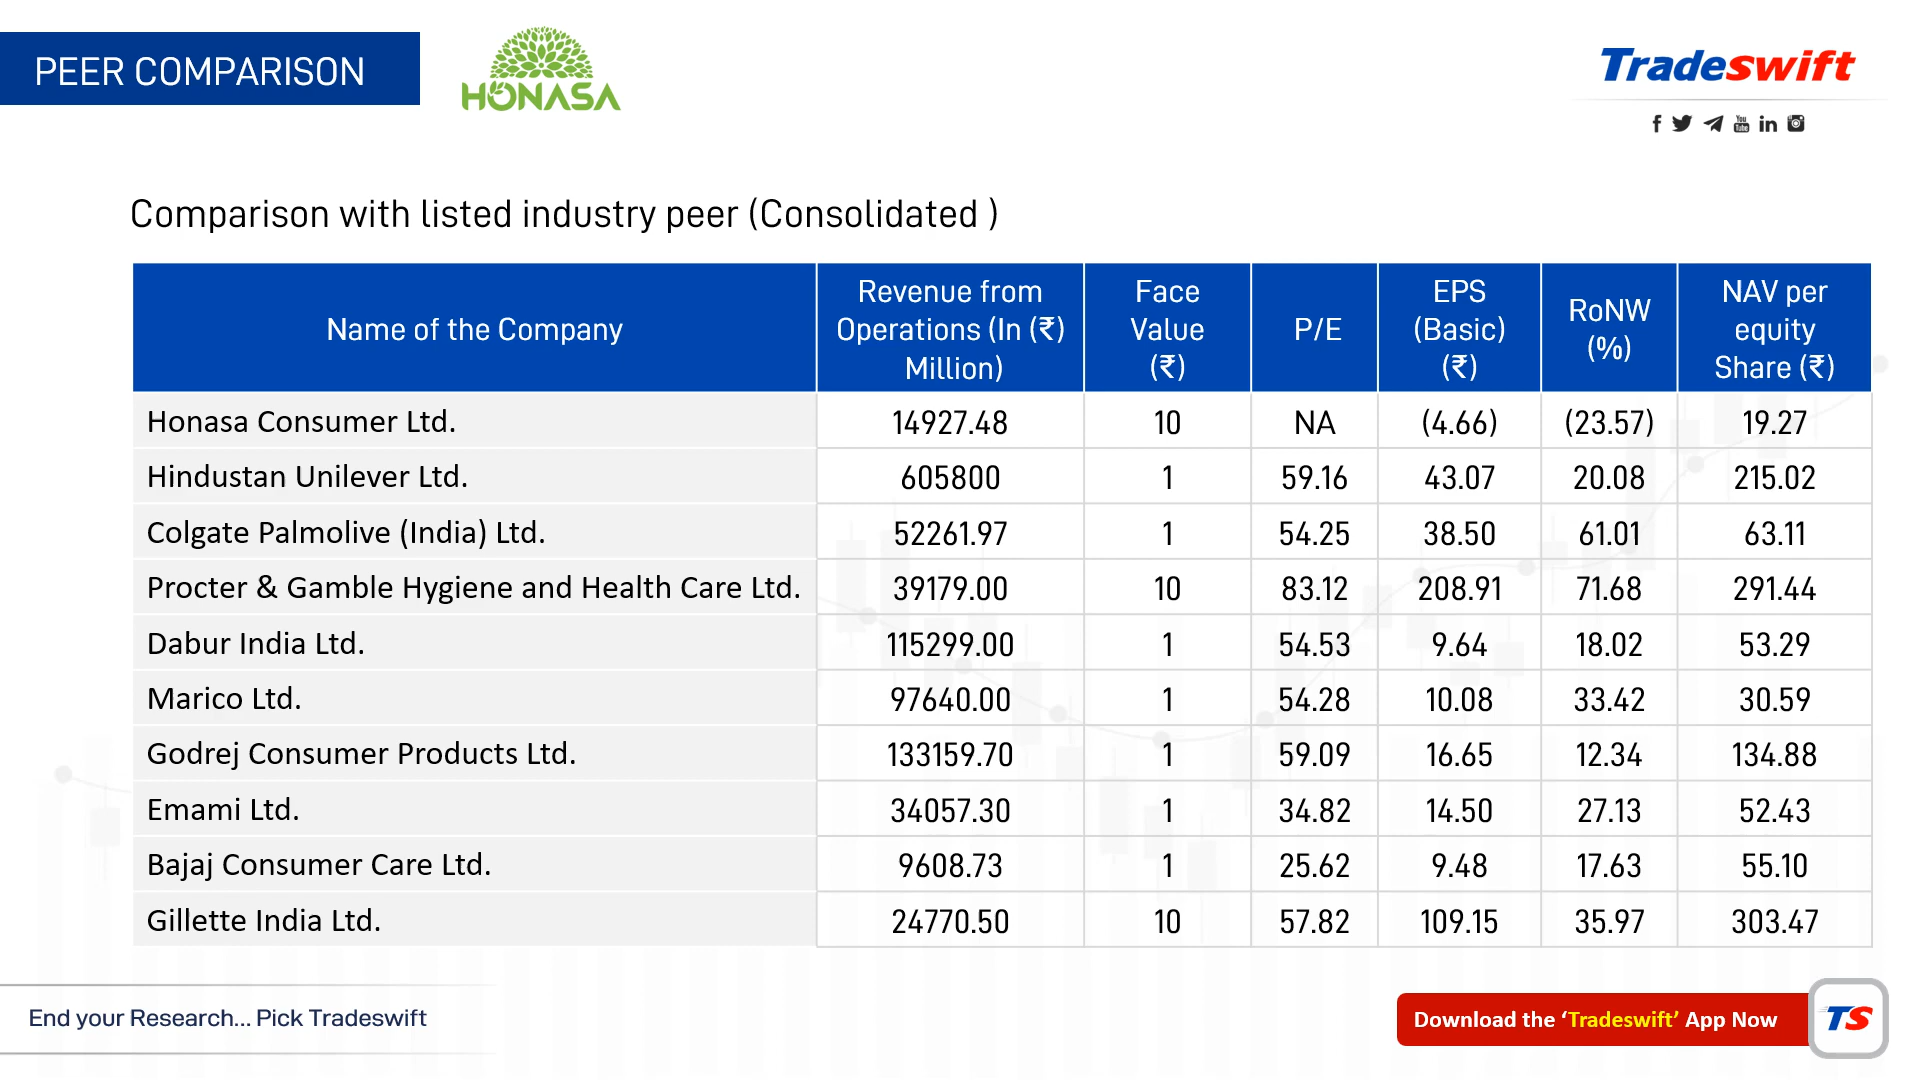 PEER COMPARISON
HONASA
Tradeswift
Comparison with listed industry peer (Consolidated )
Name of the Company Revenue from Operations (In (₹) Million) Face Value (₹) P/E EPS (Basic) (₹) RoNW (%) NAV per equity Share (₹)
Honasa Consumer Ltd. 14927.48 10 NA (4.66) (23.57) 19.27
Hindustan Unilever Ltd. 605800 1 59.16 43.07 20.08 215.02
Colgate Palmolive (India) Ltd. 52261.97 1 54.25 38.50 61.01 63.11
Procter & Gamble Hygiene and Health Care Ltd. 39179.00 10 83.12 208.91 71.68 291.44
Dabur India Ltd. 115299.00 1 54.53 9.64 18.02 53.29
Marico Ltd. 97640.00 1 54.28 10.08 33.42 30.59
Godrej Consumer Products Ltd. 133159.70 1 59.09 16.65 12.34 134.88
Emami Ltd. 34057.30 1 34.82 14.50 27.13 52.43
Bajaj Consumer Care Ltd. 9608.73 1 25.62 9.48 17.63 55.10
Gillette India Ltd. 24770.50 10 57.82 109.15 35.97 303.47
End your Research... Pick Tradeswift
Download the ‘Tradeswift’ App Now
TS